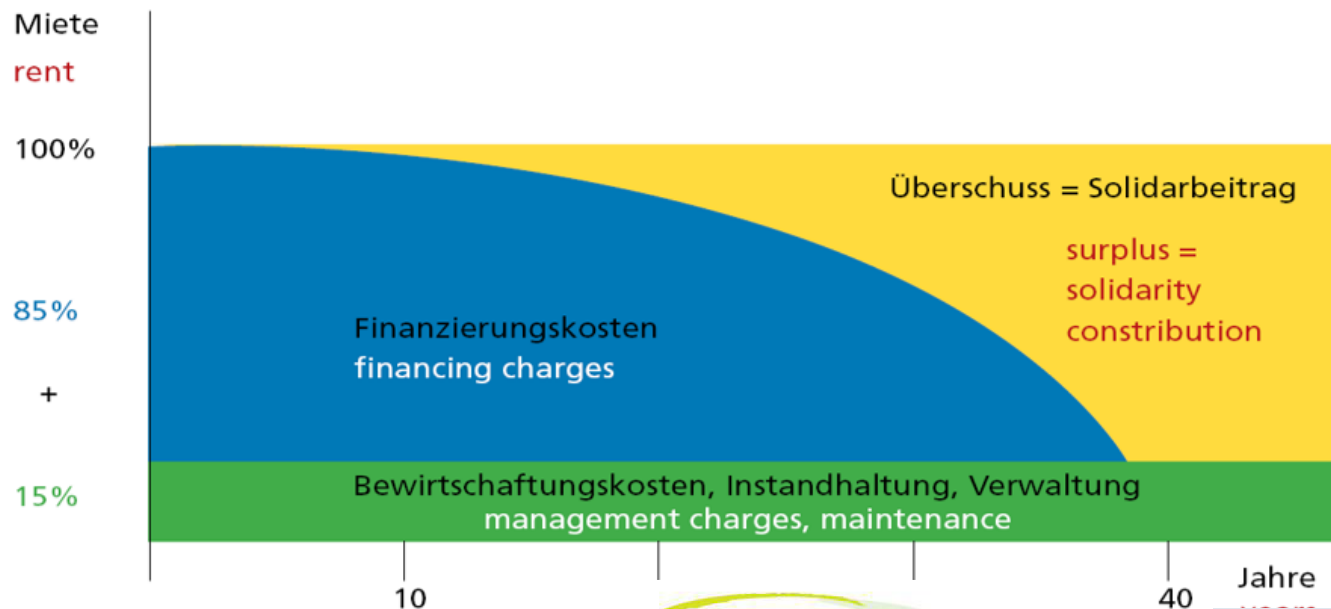 Miete
rent
100%
Überschuss = Solidarbeitrag
surplus =
solidarity
constribution
85%
Finanzierungskosten
financing charges
+
15%
Bewirtschaftungskosten, Instandhaltung, Verwaltung
management charges, maintenance
10
40
Jahre